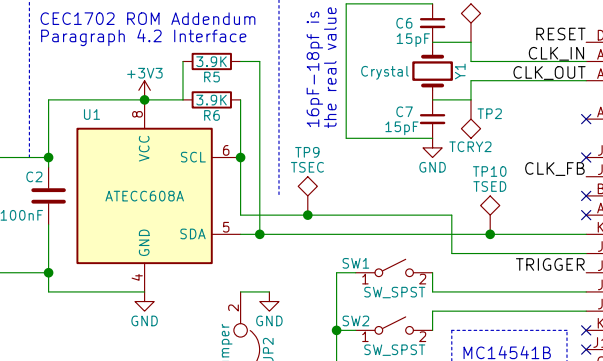 CEC1702 ROM Addendum
Paragraph 4.2 Interface
16pF-18pf is
the real value
C6
15pF
Crystal
Y1
C7
15pF
GND
TP2
TCRY2
RESET
CLK_IN
CLK_OUT
CLK_FB
TRIGGER
+3V3
3.9K
R5
3.9K
R6
U1
8
VCC
SCL
6
ATECC608A
SDA
5
GND
4
GND
C2
100nF
TP9
TSEC
TP10
TSED
SW1
1
2
SW_SPST
SW2
1
2
SW_SPST
2
GND
JP2
MC14541B